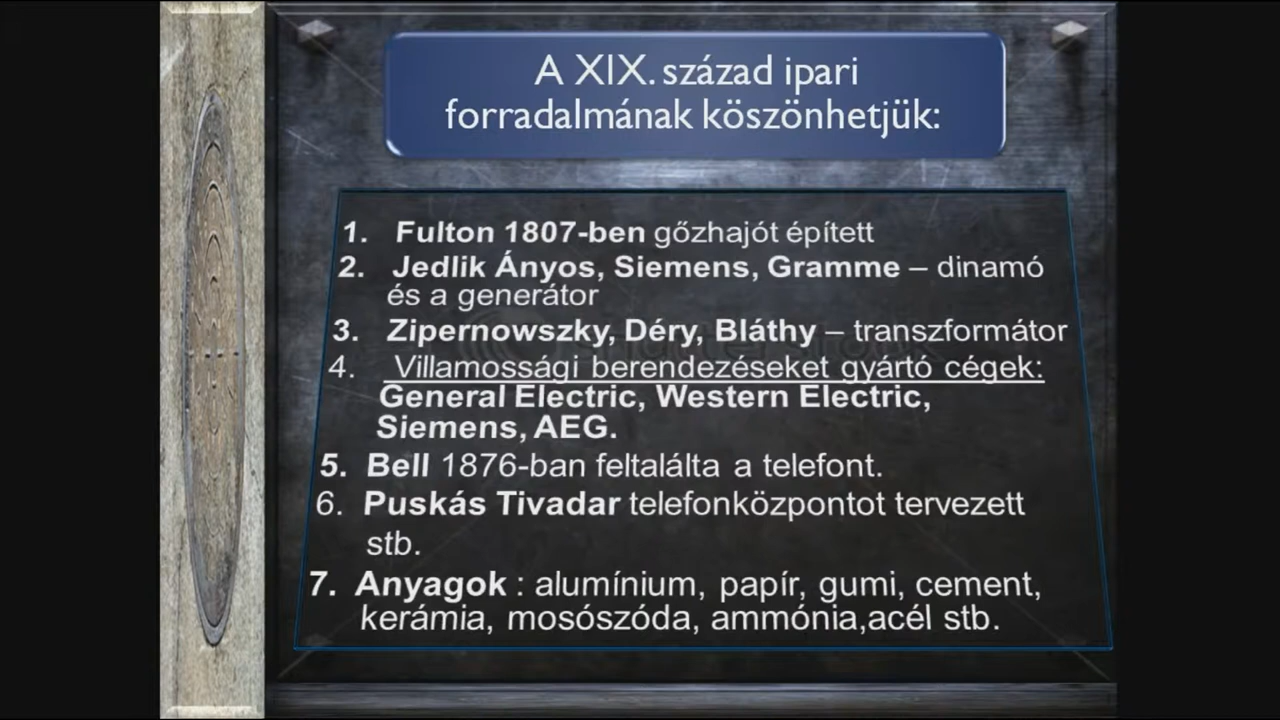 A XIX. század ipari
forradalmának köszönhetjük:
1. Fulton 1807-ben gőzhajót épített
2. Jedlik Ányos, Siemens, Gramme – dinamó
és a generátor
3. Zipernowszky, Déry, Bláthy – transzformátor
4. Villamossági berendezéseket gyártó cégek:
General Electric, Western Electric,
Siemens, AEG.
5. Bell 1876-ban feltalálta a telefont.
6. Puskás Tivadar telefonközpontot tervezett
stb.
7. Anyagok : alumínium, papír, gumi, cement,
kerámia, mosószóda, ammónia,acél stb.